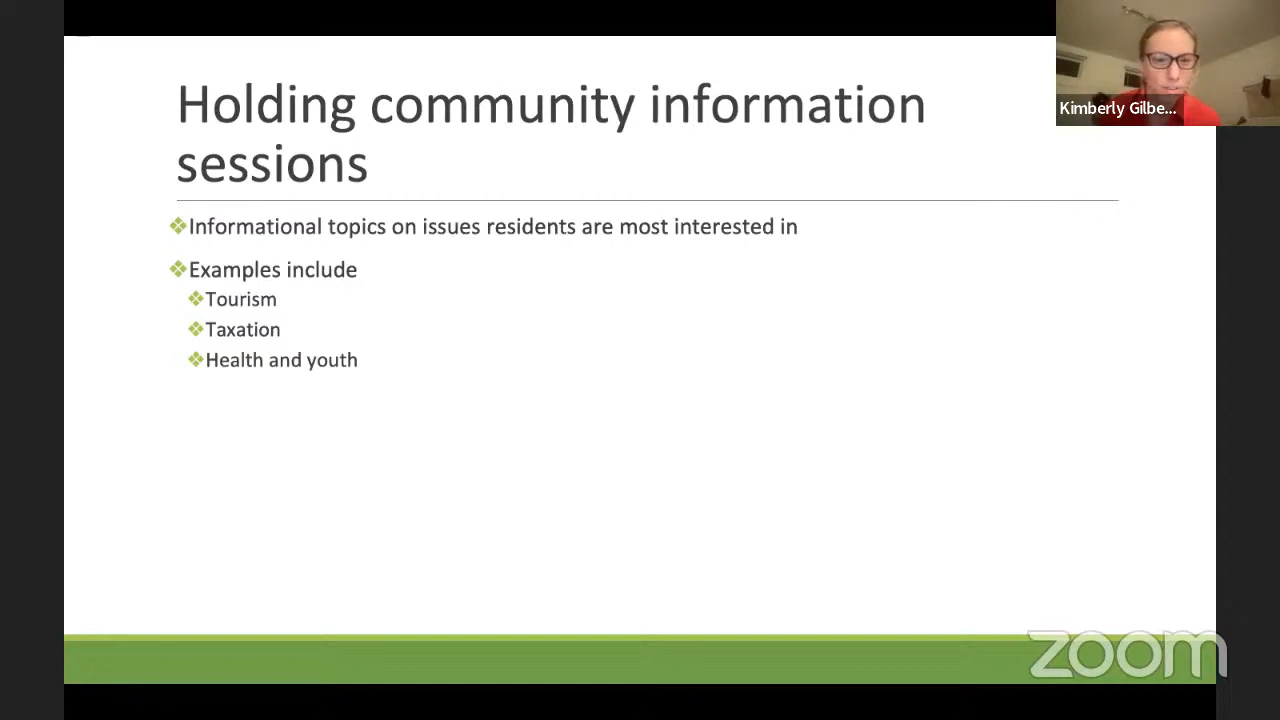 Holding community information
sessions
Informational topics on issues residents are most interested in
Examples include
Tourism
Taxation
Health and youth
Kimberly Gilbe...
zoom